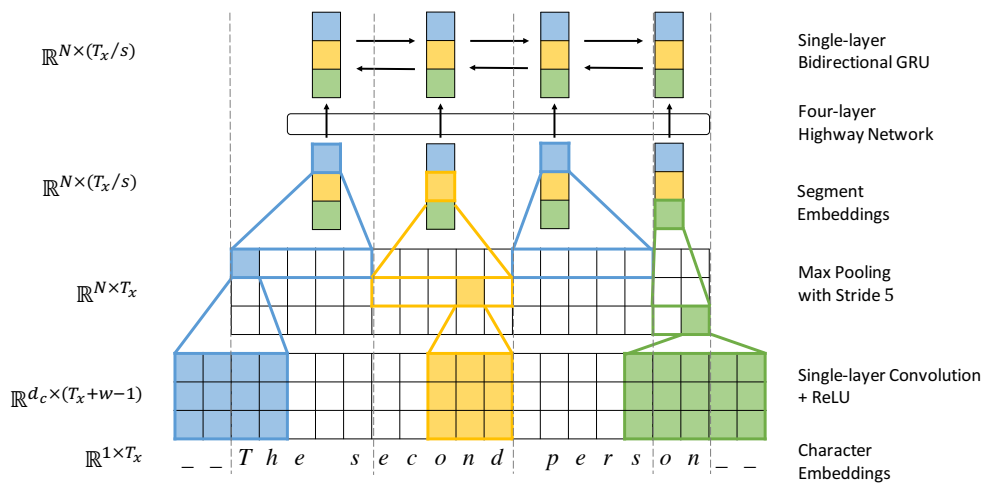 ℝ^{N×(T_x/s)}
Single-layer
Bidirectional GRU
Four-layer
Highway Network
ℝ^{N×(T_x/s)}
Segment
Embeddings
ℝ^{N×T_x}
Max Pooling
with Stride 5
ℝ^{d_c×(T_x+w−1)}
Single-layer Convolution
+ ReLU
ℝ^{1×T_x}
_ _ T h e s e c o n d p e r s o n _ _
Character
Embeddings